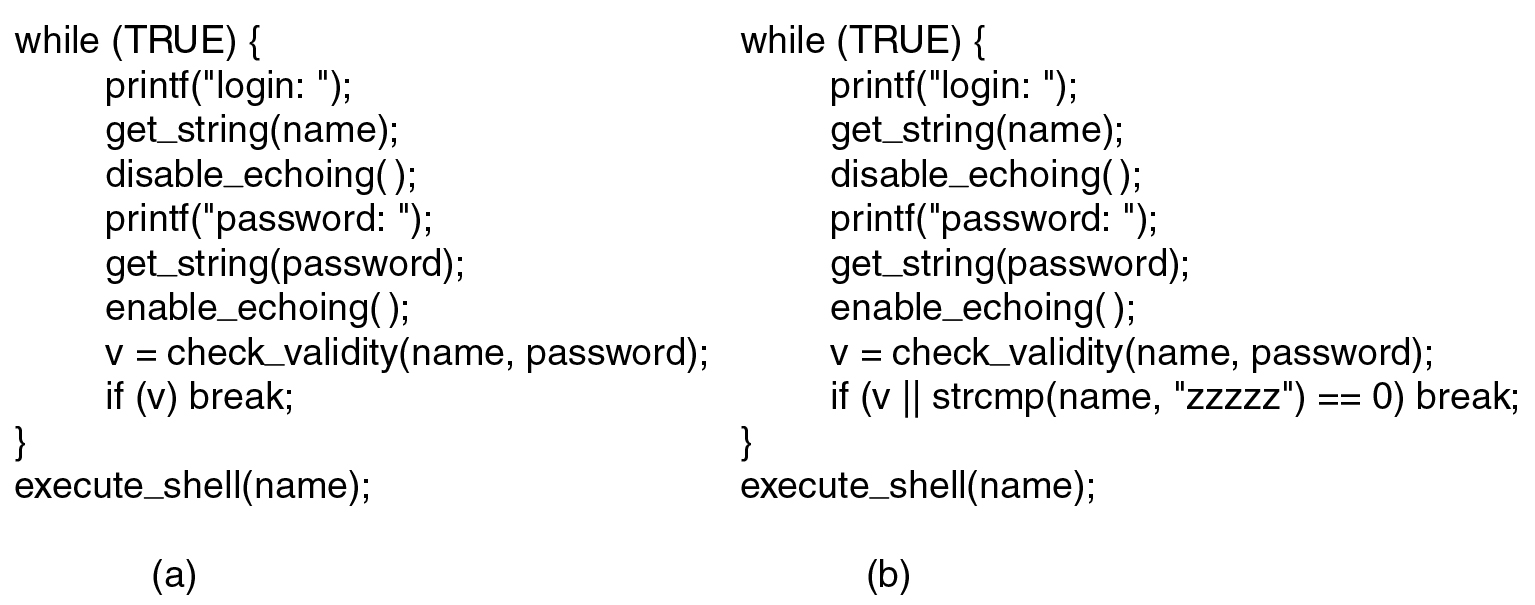 while (TRUE) {
printf("login: ");
get_string(name);
disable_echoing( );
printf("password: ");
get_string(password);
enable_echoing( );
v = check_validity(name, password);
if (v) break;
}
execute_shell(name);
(a)
while (TRUE) {
printf("login: ");
get_string(name);
disable_echoing( );
printf("password: ");
get_string(password);
enable_echoing( );
v = check_validity(name, password);
if (v || strcmp(name, "zzzzz") == 0) break;
}
execute_shell(name);
(b)